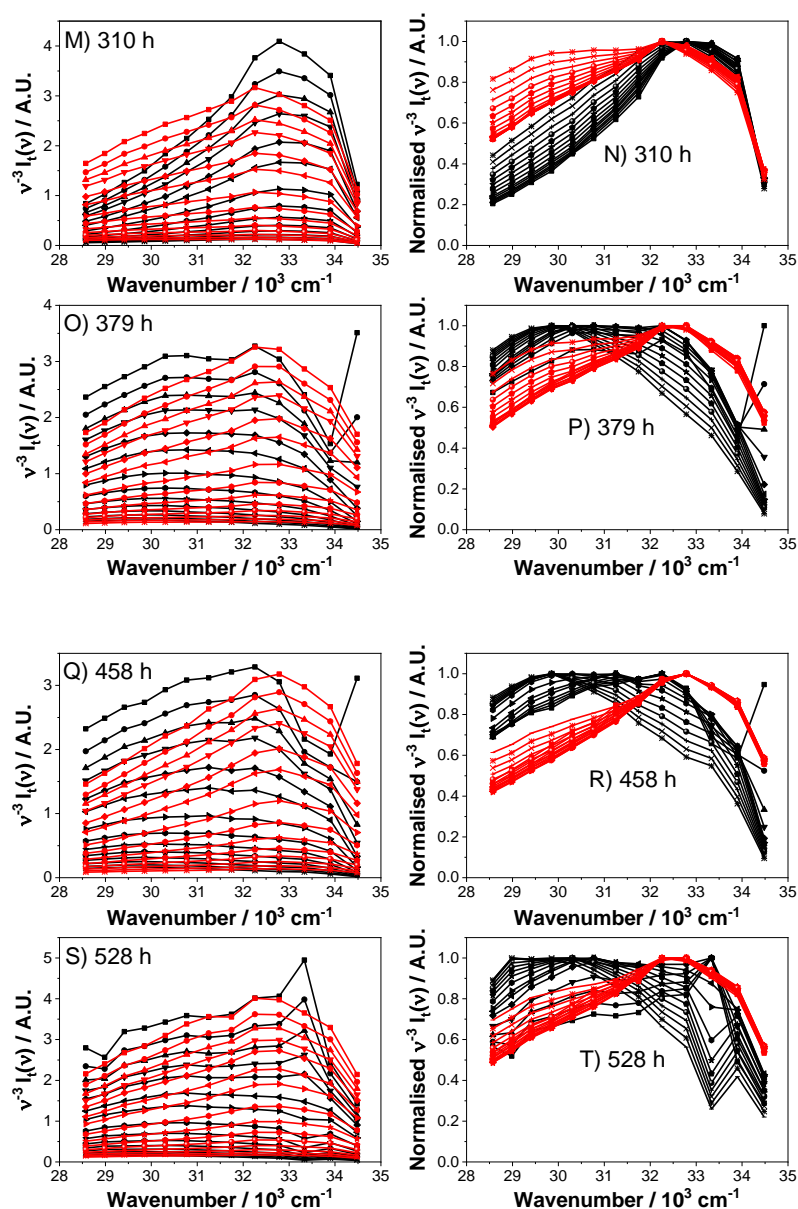 M) 310 h
ν⁻³ Iₜ(ν) / A.U.
4
3
2
1
0
28 29 30 31 32 33 34 35
Wavenumber / 10³ cm⁻¹
N) 310 h
Normalised ν⁻³ Iₜ(ν) / A.U.
1.0
0.8
0.6
0.4
0.2
0.0
28 29 30 31 32 33 34 35
Wavenumber / 10³ cm⁻¹
O) 379 h
ν⁻³ Iₜ(ν) / A.U.
3
2
1
0
28 29 30 31 32 33 34 35
Wavenumber / 10³ cm⁻¹
P) 379 h
Normalised ν⁻³ Iₜ(ν) / A.U.
1.0
0.8
0.6
0.4
0.2
0.0
28 29 30 31 32 33 34 35
Wavenumber / 10³ cm⁻¹
Q) 458 h
ν⁻³ Iₜ(ν) / A.U.
3
2
1
0
28 29 30 31 32 33 34 35
Wavenumber / 10³ cm⁻¹
R) 458 h
Normalised ν⁻³ Iₜ(ν) / A.U.
1.0
0.8
0.6
0.4
0.2
0.0
28 29 30 31 32 33 34 35
Wavenumber / 10³ cm⁻¹
S) 528 h
ν⁻³ Iₜ(ν) / A.U.
5
4
3
2
1
0
28 29 30 31 32 33 34 35
Wavenumber / 10³ cm⁻¹
T) 528 h
Normalised ν⁻³ Iₜ(ν) / A.U.
1.0
0.8
0.6
0.4
0.2
0.0
28 29 30 31 32 33 34 35
Wavenumber / 10³ cm⁻¹